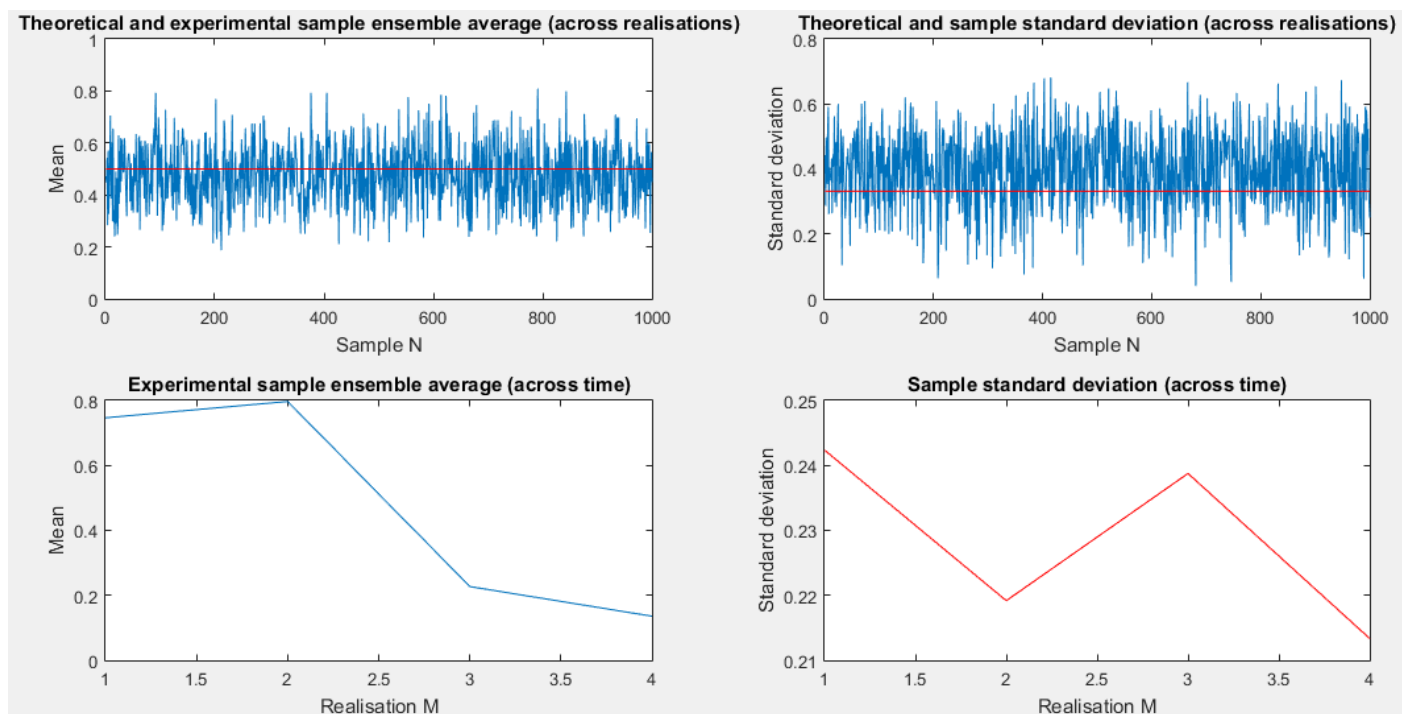 Theoretical and experimental sample ensemble average (across realisations)
1
0.8
0.6
0.4
0.2
0
Mean
0 200 400 600 800 1000
Sample N
Theoretical and sample standard deviation (across realisations)
0.8
0.6
0.4
0.2
0
Standard deviation
0 200 400 600 800 1000
Sample N
Experimental sample ensemble average (across time)
0.8
0.6
0.4
0.2
0
Mean
1 1.5 2 2.5 3 3.5 4
Realisation M
Sample standard deviation (across time)
0.25
0.24
0.23
0.22
0.21
Standard deviation
1 1.5 2 2.5 3 3.5 4
Realisation M